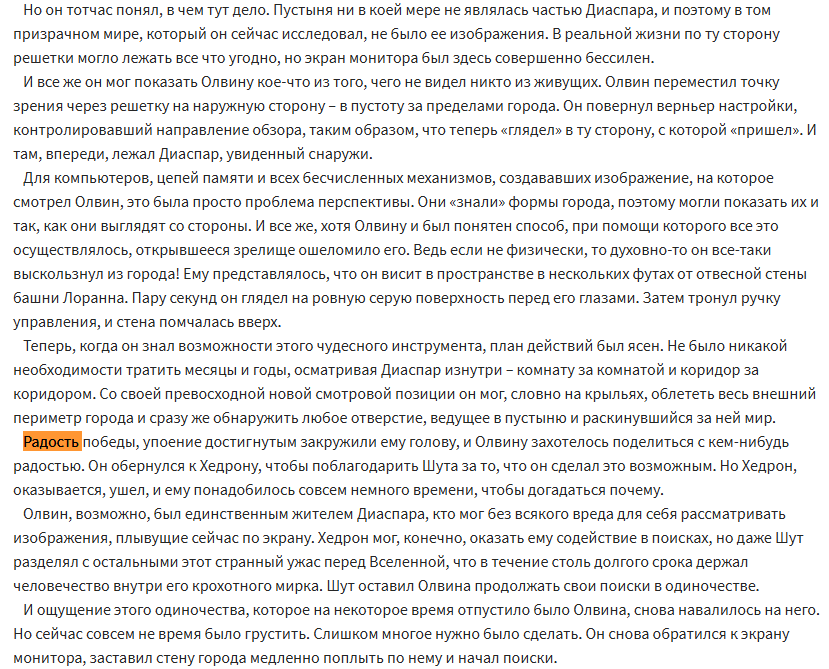 Но он тотчас понял, в чем тут дело. Пустыня ни в коей мере не являлась частью Диаспара, и поэтому в том
призрачном мире, который он сейчас исследовал, не было ее изображения. В реальной жизни по ту сторону
решетки могло лежать все что угодно, но экран монитора был здесь совершенно бессилен.
И все же он мог показать Олвину кое-что из того, чего не видел никто из живущих. Олвин переместил точку
зрения через решетку на наружную сторону – в пустоту за пределами города. Он повернул верньер настройки,
контролировавший направление обзора, таким образом, что теперь «глядел» в ту сторону, с которой «пришел». И
там, впереди, лежал Диаспар, увиденный снаружи.
Для компьютеров, цепей памяти и всех бесчисленных механизмов, создававших изображение, на которое
смотрел Олвин, это была просто проблема перспективы. Они «знали» формы города, поэтому могли показать их и
так, как они выглядят со стороны. И все же, хотя Олвину и был понятен способ, при помощи которого все это
осуществлялось, открывшееся зрелище ошеломило его. Ведь если не физически, то духовно-то он все-таки
выскользнул из города! Ему представлялось, что он висит в пространстве в нескольких футах от отвесной стены
башни Лоранна. Пару секунд он глядел на ровную серую поверхность перед его глазами. Затем тронул ручку
управления, и стена помчалась вверх.
Теперь, когда он знал возможности этого чудесного инструмента, план действий был ясен. Не было никакой
необходимости тратить месяцы и годы, осматривая Диаспар изнутри – комнату за комнатой и коридор за
коридором. Со своей превосходной новой смотровой позиции он мог, словно на крыльях, облететь весь внешний
периметр города и сразу же обнаружить любое отверстие, ведущее в пустыню и раскинувшийся за ней мир.
Радость победы, упоение достигнутым закружили ему голову, и Олвину захотелось поделиться с кем-нибудь
радостью. Он обернулся к Хедрону, чтобы поблагодарить Шута за то, что он сделал это возможным. Но Хедрон,
оказывается, ушел, и ему понадобилось совсем немного времени, чтобы догадаться почему.
Олвин, возможно, был единственным жителем Диаспара, кто мог без всякого вреда для себя рассматривать
изображения, плывущие сейчас по экрану. Хедрон мог, конечно, оказать ему содействие в поисках, но даже Шут
разделял с остальными этот странный ужас перед Вселенной, что в течение столь долгого срока держал
человечество внутри его крохотного мирка. Шут оставил Олвина продолжать свои поиски в одиночестве.
И ощущение этого одиночества, которое на некоторое время отпустило было Олвина, снова навалилось на него.
Но сейчас совсем не время было грустить. Слишком многое нужно было сделать. Он снова обратился к экрану
монитора, заставил стену города медленно поплыть по нему и начал поиски.